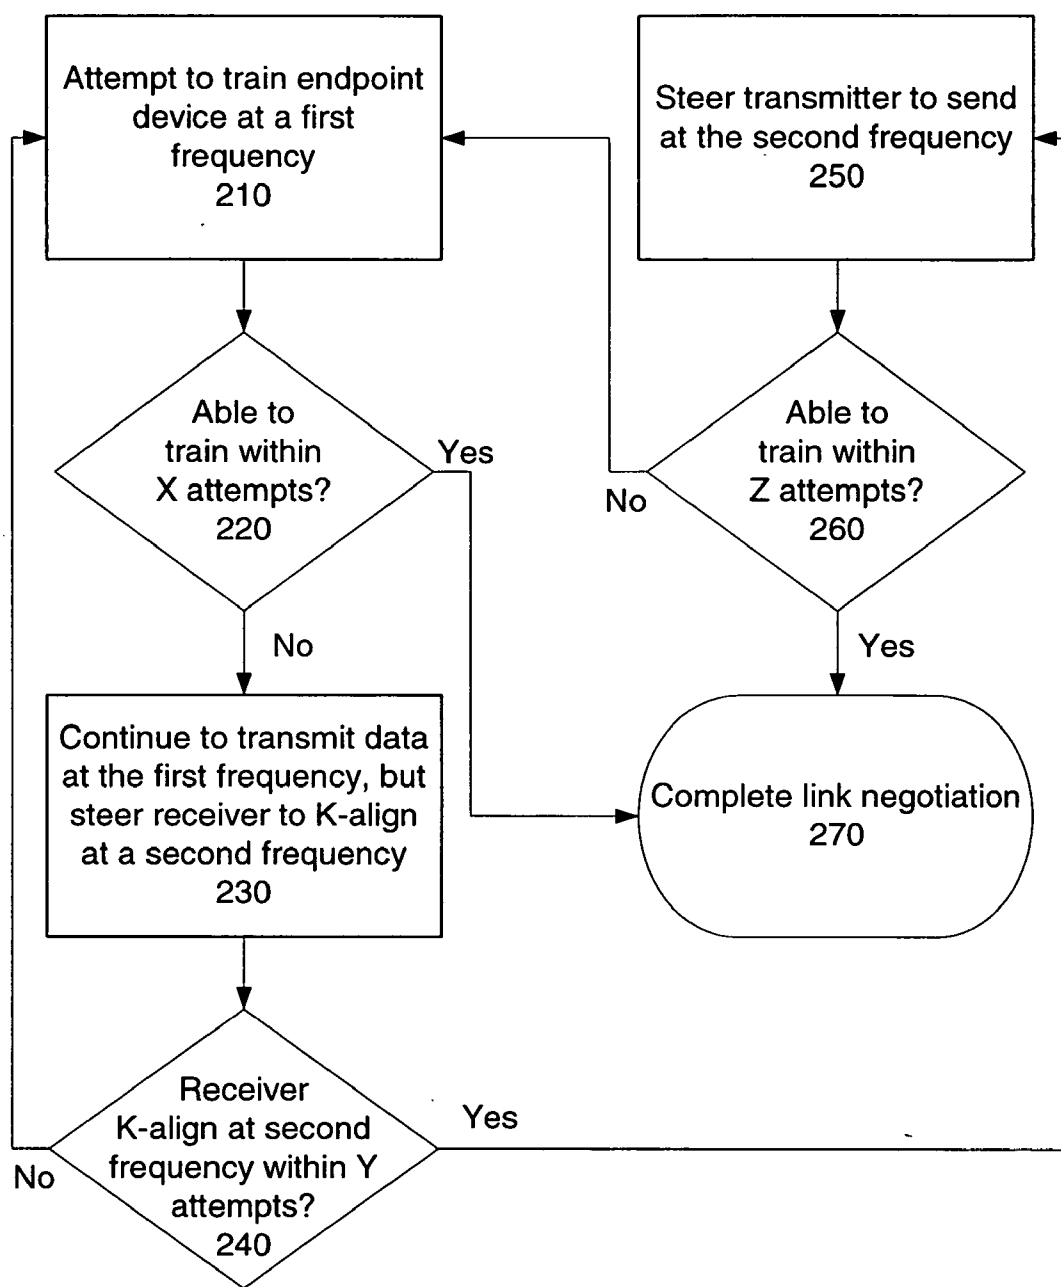 Attempt to train endpoint
device at a first
frequency
210
Able to
train within
X attempts?
220
Yes
No
Continue to transmit data
at the first frequency, but
steer receiver to K-align
at a second frequency
230
Receiver
K-align at second
frequency within Y
attempts?
240
Yes
No
Steer transmitter to send
at the second frequency
250
Able to
train within
Z attempts?
260
No
Yes
Complete link negotiation
270